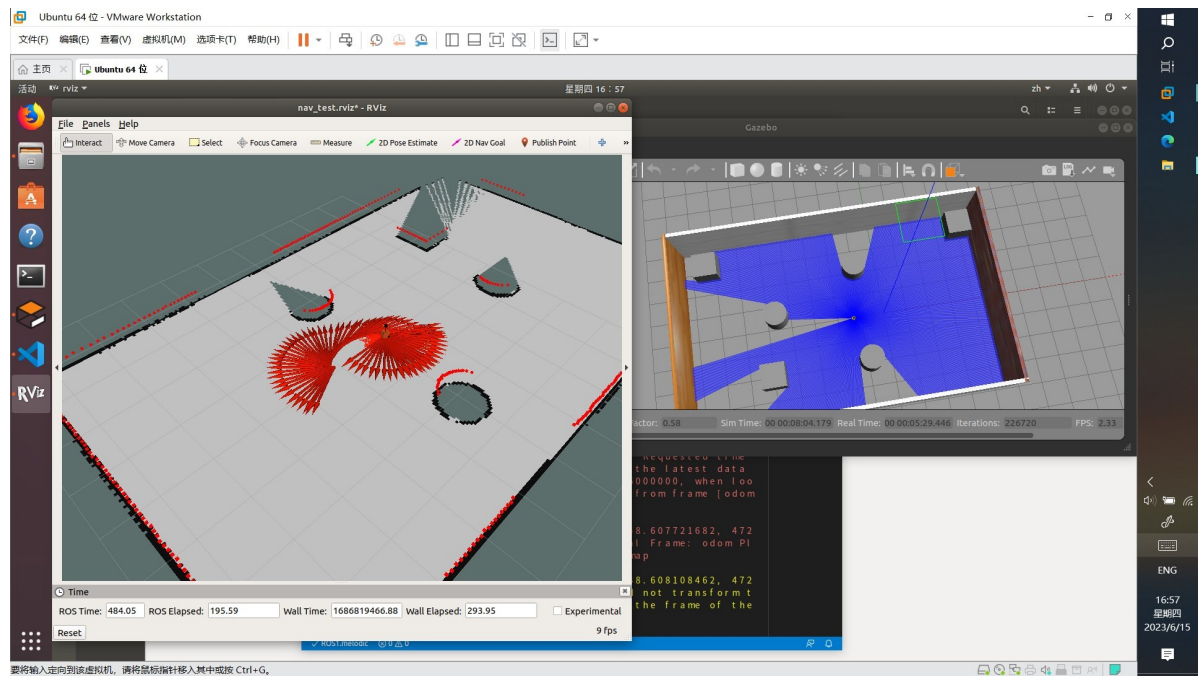 Ubuntu 64 位 - VMware Workstation
文件(F) 编辑(E) 查看(V) 虚拟机(M) 选项卡(T) 帮助(H)
主页 Ubuntu 64 位
活动 rviz 星期四 16：57 zh
nav_test.rviz* - RViz
Gazebo
File Panels Help
Interact Move Camera Select Focus Camera Measure 2D Pose Estimate 2D Nav Goal Publish Point
RViz
Factor: 0.58 Sim Time: 00 00:08:04.179 Real Time: 00 00:05:29.446 Iterations: 226720 FPS: 2.33
Requested time
the latest data
000000, when loo
from frame [odom
8.607721682, 472
l Frame: odom Pl
map
8.608108462, 472
not transform t
the frame of the
Time
ROS Time: 484.05 ROS Elapsed: 195.59 Wall Time: 1686819466.88 Wall Elapsed: 293.95 Experimental
Reset 9 fps
ROS1.melodic 0 0
要将输入定向到该虚拟机，请将鼠标指针移入其中或按 Ctrl+G。
ENG
16:57
星期四
2023/6/15